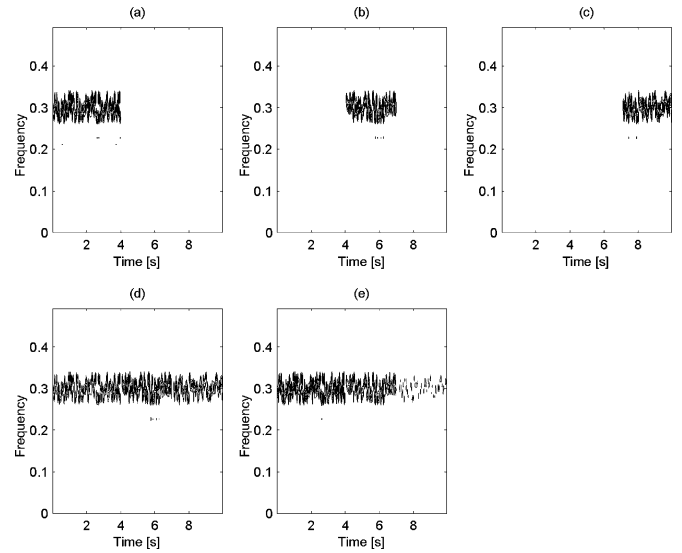 (a) (b) (c)
0.4 0.4 0.4
0.3 0.3 0.3
0.2 0.2 0.2
0.1 0.1 0.1
0 0 0
Frequency Frequency Frequency
2 4 6 8 2 4 6 8 2 4 6 8
Time [s] Time [s] Time [s]
(d) (e)
0.4 0.4
0.3 0.3
0.2 0.2
0.1 0.1
0 0
Frequency Frequency
2 4 6 8 2 4 6 8
Time [s] Time [s]